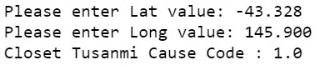 Please enter Lat value: -43.328
Please enter Long value: 145.900
Closet Tusanmi Cause Code : 1.0